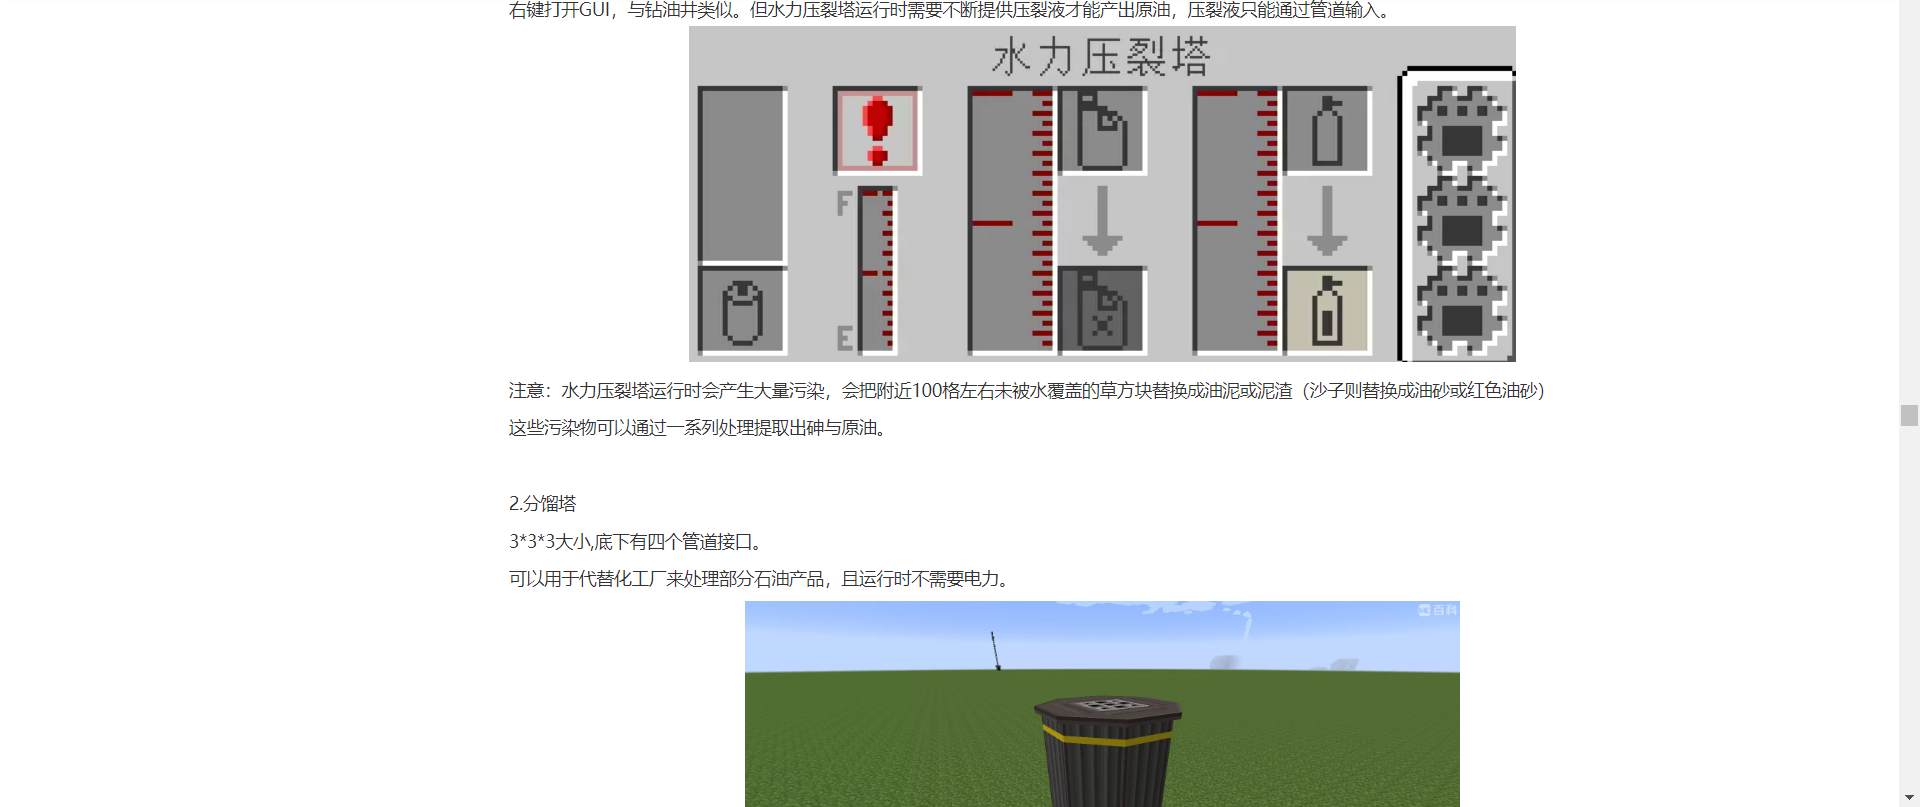 右键打开GUI，与钻油井类似。但水力压裂塔运行时需要不断提供压裂液才能产出原油，压裂液只能通过管道输入。
水力压裂塔
F
E
注意：水力压裂塔运行时会产生大量污染，会把附近100格左右未被水覆盖的草方块替换成油泥或泥渣（沙子则替换成油砂或红色油砂）
这些污染物可以通过一系列处理提取出砷与原油。
2.分馏塔
3*3*3大小,底下有四个管道接口。
可以用于代替化工厂来处理部分石油产品，且运行时不需要电力。
MC百科